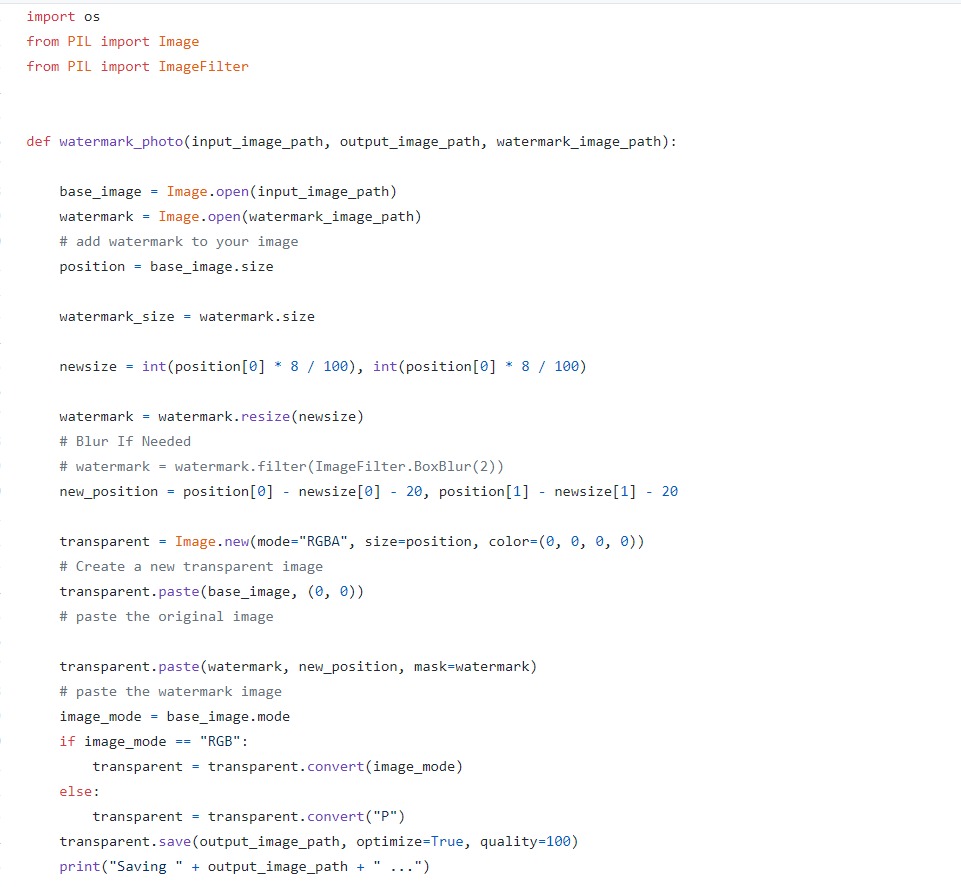 import os
from PIL import Image
from PIL import ImageFilter
def watermark_photo(input_image_path, output_image_path, watermark_image_path):
    base_image = Image.open(input_image_path)
    watermark = Image.open(watermark_image_path)
    # add watermark to your image
    position = base_image.size
    watermark_size = watermark.size
    newsize = int(position[0] * 8 / 100), int(position[0] * 8 / 100)
    watermark = watermark.resize(newsize)
    # Blur If Needed
    # watermark = watermark.filter(ImageFilter.BoxBlur(2))
    new_position = position[0] - newsize[0] - 20, position[1] - newsize[1] - 20
    transparent = Image.new(mode="RGBA", size=position, color=(0, 0, 0, 0))
    # Create a new transparent image
    transparent.paste(base_image, (0, 0))
    # paste the original image
    transparent.paste(watermark, new_position, mask=watermark)
    # paste the watermark image
    image_mode = base_image.mode
    if image_mode == "RGB":
        transparent = transparent.convert(image_mode)
    else:
        transparent = transparent.convert("P")
    transparent.save(output_image_path, optimize=True, quality=100)
    print("Saving " + output_image_path + " ...")